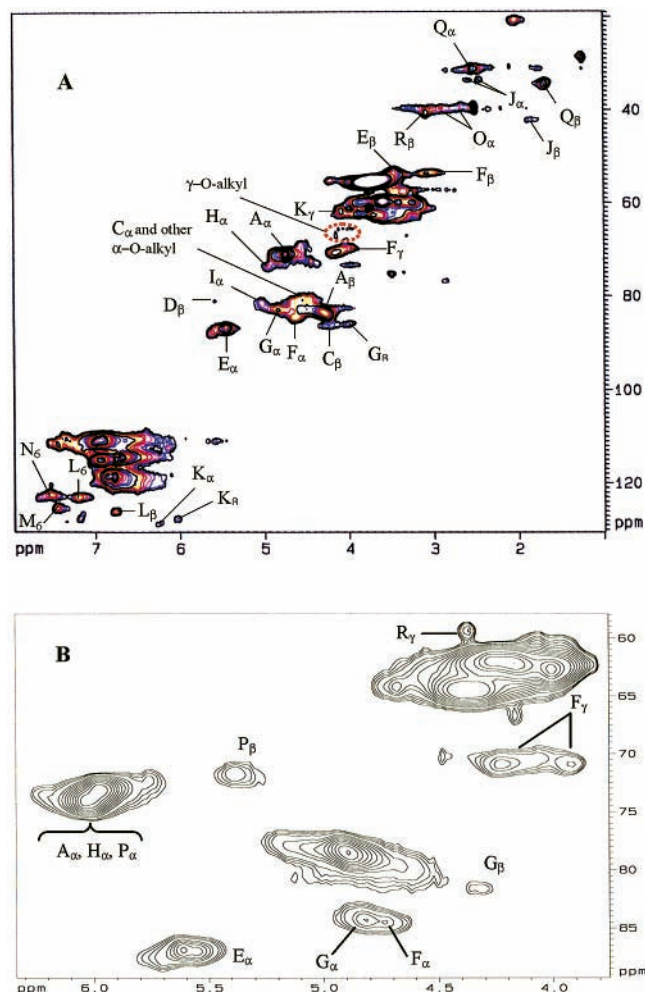 A
Qα
Jα,
Qβ
Jβ
Rβ
Oα
Eβ
Fβ
γ-O-alkyl
Kγ
Cα and other
α-O-alkyl
Hα
Aα
Fγ
Iα
Aβ
Dβ
Eα
Gα
Fα
Cβ
Gβ
N6
L6
M6
Lβ
Kα
Kβ
40
60
80
100
120
ppm
ppm
7
6
5
4
3
2
B
Rγ
Fγ
Pβ
Aα, Hα, Pα
Gβ
Eα
Gα
Fα
60
65
70
75
80
85
ppm
ppm
6.0
5.5
5.0
4.5
4.0